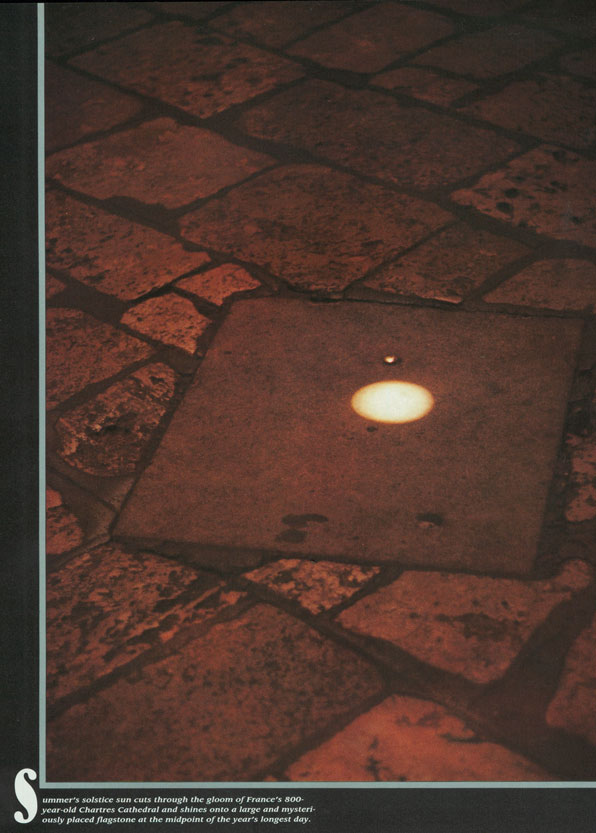 Summer's solstice sun cuts through the gloom of France's 800-
year-old Chartres Cathedral and shines onto a large and mysteri-
ously placed flagstone at the midpoint of the year's longest day.